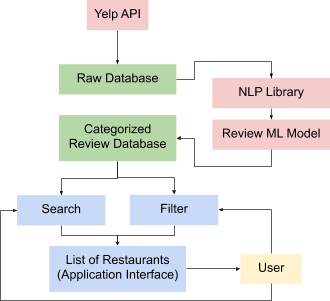 Yelp API
Raw Database
NLP Library
Categorized
Review Database
Review ML Model
Search
Filter
List of Restaurants
(Application Interface)
User